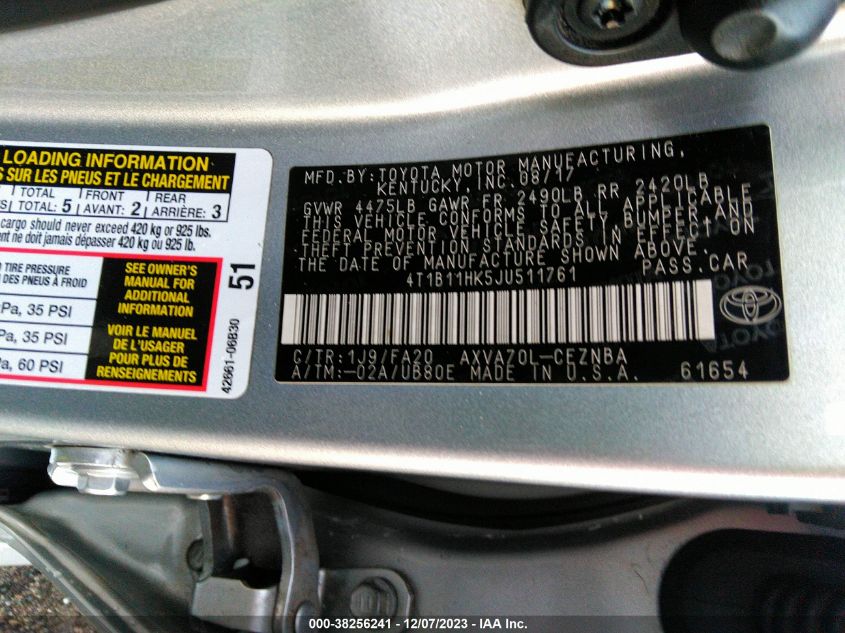 LOADING INFORMATION
S SUR LES PNEUS ET LE CHARGEMENT
TOTAL FRONT REAR
TOTAL: 5 AVANT: 2 ARRIÈRE: 3
cargo should never exceed 420 kg or 925 lbs.
ent ne doit jamais dépasser 420 kg ou 925 lb.
TIRE PRESSURE
DES PNEUS À FROID
Pa, 35 PSI
Pa, 35 PSI
Pa, 60 PSI
SEE OWNER'S
MANUAL FOR
ADDITIONAL
INFORMATION
VOIR LE MANUEL
DE L'USAGER
POUR PLUS DE
RENSEIGNEMENTS
51
42661-06B30
MFD.BY:TOYOTA MOTOR MANUFACTURING,
KENTUCKY, INC.08/17
GVWR 4475LB GAWR FR 2490LB RR 2420LB
THIS VEHICLE CONFORMS TO ALL APPLICABLE
FEDERAL MOTOR VEHICLE SAFETY, BUMPER, AND
THEFT PREVENTION STANDARDS IN EFFECT ON
THE DATE OF MANUFACTURE SHOWN ABOVE.
4T1B11HK5JU511761 PASS.CAR
TOYOTA
C/TR:1J9/FA20 AXVA70L-CEZNBA
A/TM:-02A/UB80E MADE IN U.S.A. 61654
000-38256241 - 12/07/2023 - IAA Inc.